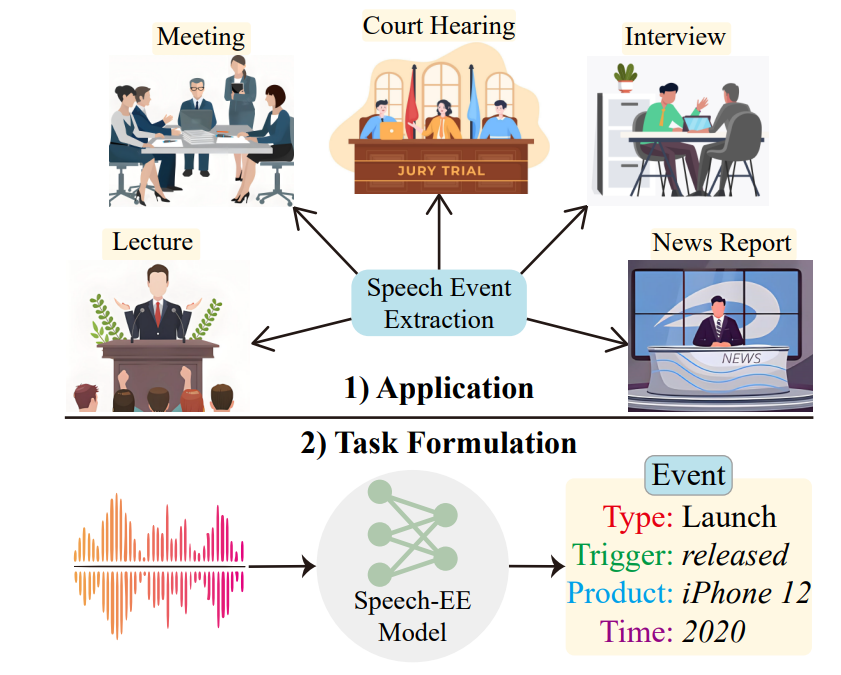 Meeting
Court Hearing
Interview
JURY TRIAL
Lecture
News Report
Speech Event
Extraction
NEWS
1) Application
2) Task Formulation
Event
Type: Launch
Trigger: released
Product: iPhone 12
Time: 2020
Speech-EE
Model